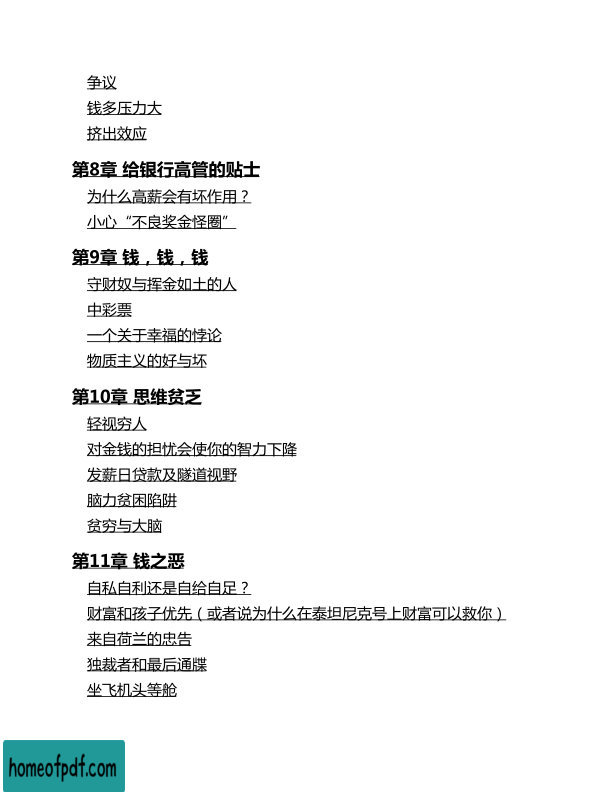 争议
钱多压力大
挤出效应
第8章 给银行高管的贴士
为什么高薪会有坏作用？
小心“不良奖金怪圈”
第9章 钱，钱，钱
守财奴与挥金如土的人
中彩票
一个关于幸福的悖论
物质主义的好与坏
第10章 思维贫乏
轻视穷人
对金钱的担忧会使你的智力下降
发薪日贷款及隧道视野
脑力贫困陷阱
贫穷与大脑
第11章 钱之恶
自私自利还是自给自足？
财富和孩子优先（或者说为什么在泰坦尼克号上财富可以救你）
来自荷兰的忠告
独裁者和最后通牒
坐飞机头等舱
homeofpdf.com